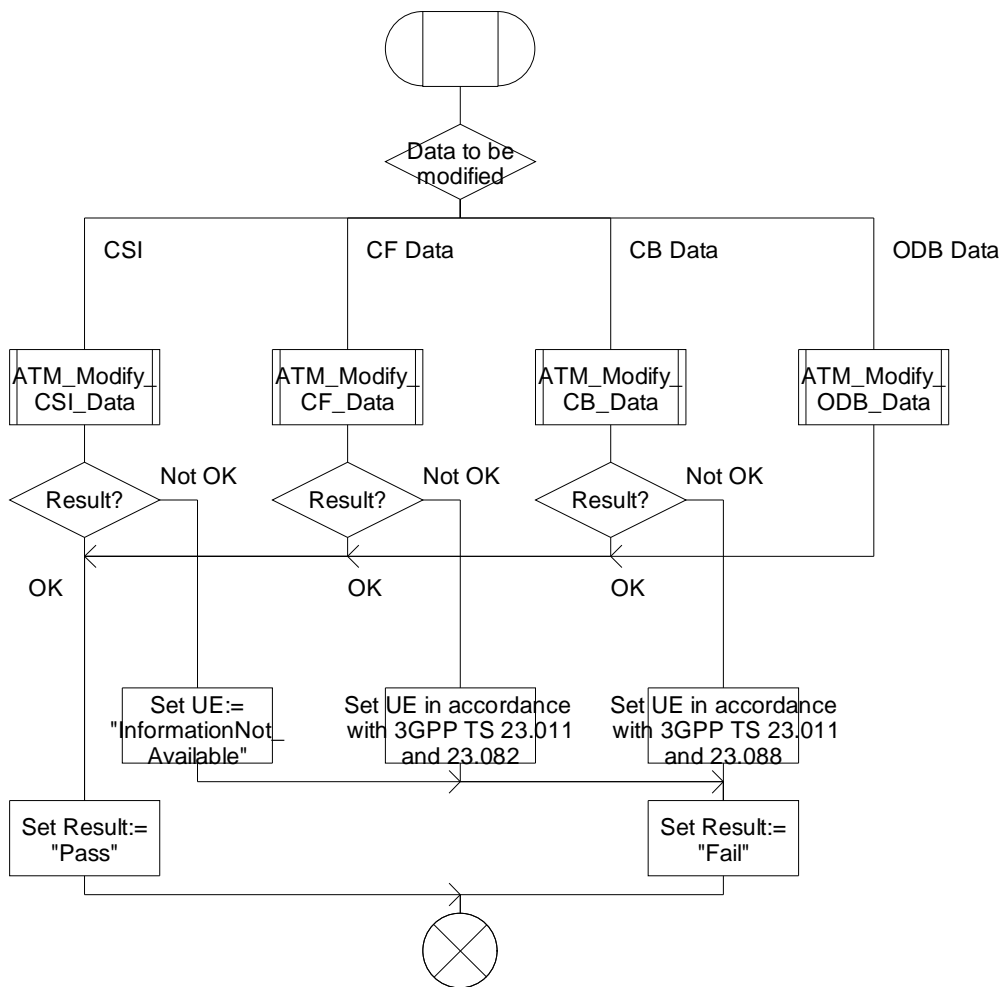 Data to be
modified
CSI
CF Data
CB Data
ODB Data
ATM_Modify_
CSI_Data
ATM_Modify_
CF_Data
ATM_Modify_
CB_Data
ATM_Modify_
ODB_Data
Result?
Not OK
Result?
Not OK
Result?
Not OK
OK
OK
OK
Set UE:=
"InformationNot_
Available"
Set UE in accordance
with 3GPP TS 23.011
and 23.082
Set UE in accordance
with 3GPP TS 23.011
and 23.088
Set Result:=
"Pass"
Set Result:=
"Fail"